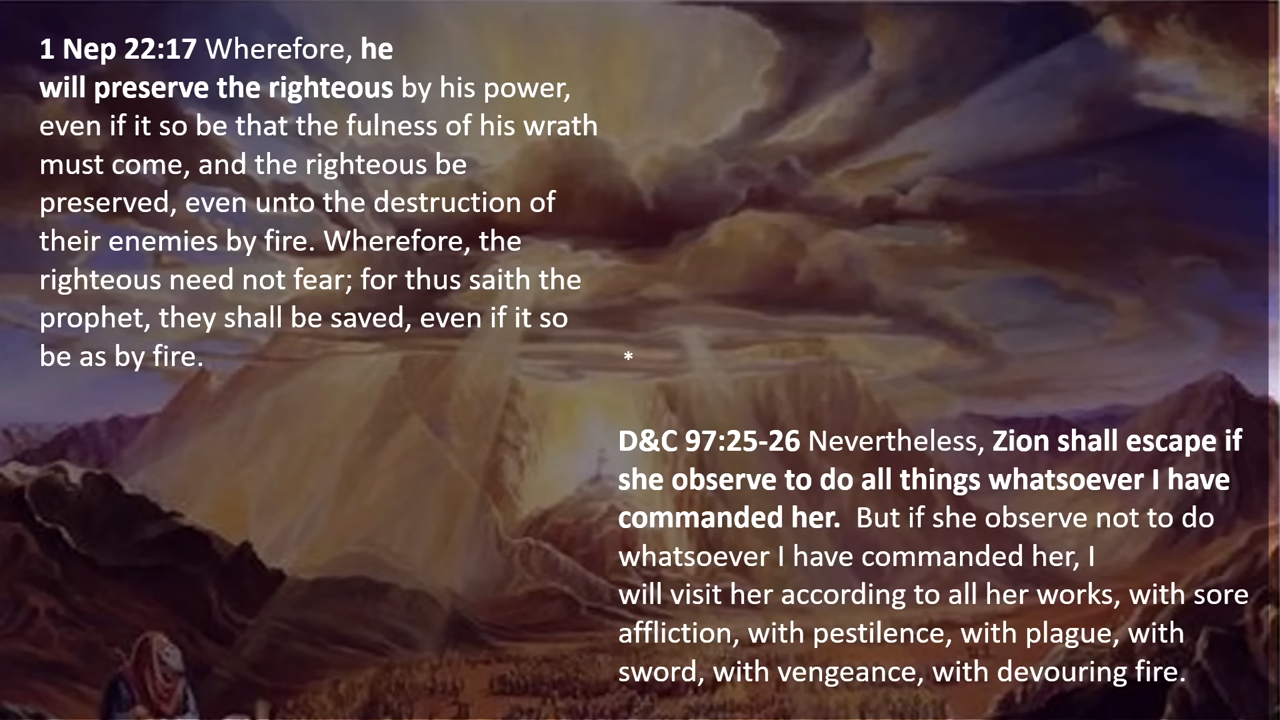 1 Nep 22:17 Wherefore, he
will preserve the righteous by his power,
even if it so be that the fulness of his wrath
must come, and the righteous be
preserved, even unto the destruction of
their enemies by fire. Wherefore, the
righteous need not fear; for thus saith the
prophet, they shall be saved, even if it so
be as by fire.
*
D&C 97:25-26 Nevertheless, Zion shall escape if
she observe to do all things whatsoever I have
commanded her.  But if she observe not to do
whatsoever I have commanded her, I
will visit her according to all her works, with sore
affliction, with pestilence, with plague, with
sword, with vengeance, with devouring fire.